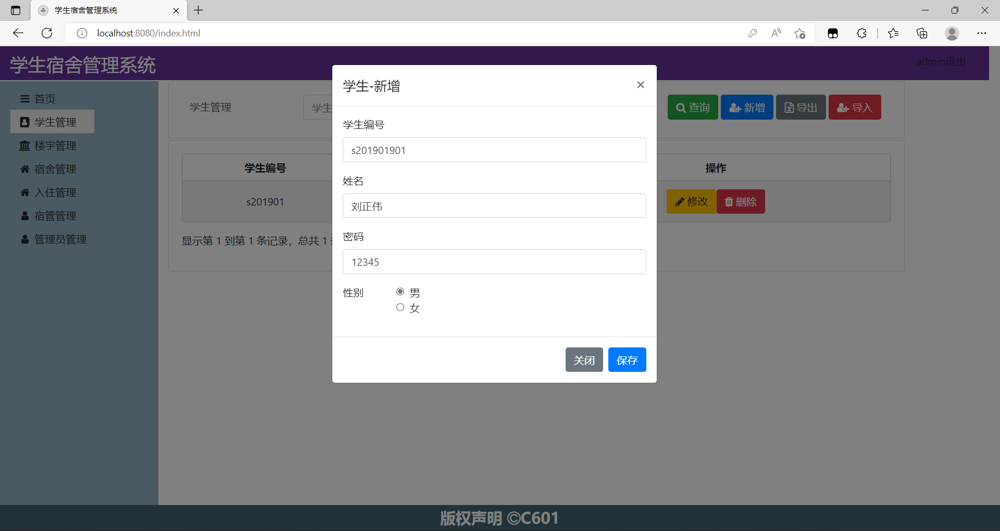 学生宿舍管理系统
localhost:8080/index.html
学生宿舍管理系统
admin退出
首页
学生管理
楼宇管理
宿舍管理
入住管理
宿管管理
管理员管理
学生管理
学生
查询
新增
导出
导入
学生编号
操作
s201901
修改
删除
显示第 1 到第 1 条记录，总共 1
学生-新增
×
学生编号
s201901901
姓名
刘正伟
密码
12345
性别
男
女
关闭
保存
版权声明 ©C601